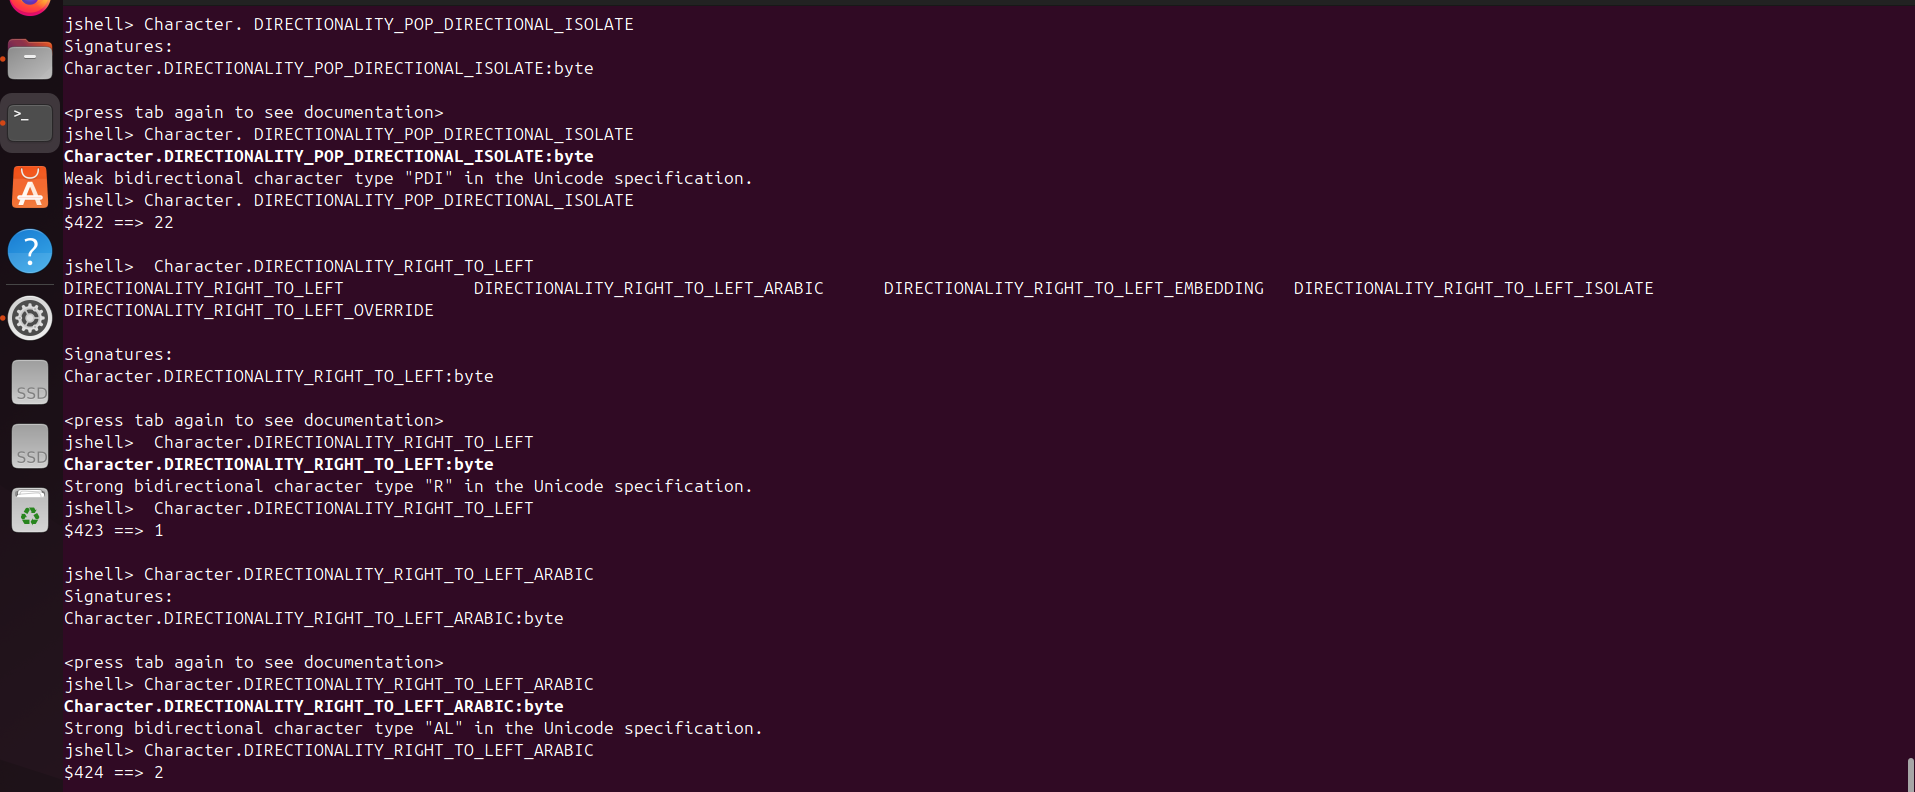 jshell> Character. DIRECTIONALITY_POP_DIRECTIONAL_ISOLATE
Signatures:
Character.DIRECTIONALITY_POP_DIRECTIONAL_ISOLATE:byte
<press tab again to see documentation>
jshell> Character. DIRECTIONALITY_POP_DIRECTIONAL_ISOLATE
Character.DIRECTIONALITY_POP_DIRECTIONAL_ISOLATE:byte
Weak bidirectional character type "PDI" in the Unicode specification.
jshell> Character. DIRECTIONALITY_POP_DIRECTIONAL_ISOLATE
$422 ==> 22
jshell>  Character.DIRECTIONALITY_RIGHT_TO_LEFT
DIRECTIONALITY_RIGHT_TO_LEFT             DIRECTIONALITY_RIGHT_TO_LEFT_ARABIC      DIRECTIONALITY_RIGHT_TO_LEFT_EMBEDDING   DIRECTIONALITY_RIGHT_TO_LEFT_ISOLATE
DIRECTIONALITY_RIGHT_TO_LEFT_OVERRIDE
Signatures:
Character.DIRECTIONALITY_RIGHT_TO_LEFT:byte
<press tab again to see documentation>
jshell>  Character.DIRECTIONALITY_RIGHT_TO_LEFT
Character.DIRECTIONALITY_RIGHT_TO_LEFT:byte
Strong bidirectional character type "R" in the Unicode specification.
jshell>  Character.DIRECTIONALITY_RIGHT_TO_LEFT
$423 ==> 1
jshell> Character.DIRECTIONALITY_RIGHT_TO_LEFT_ARABIC
Signatures:
Character.DIRECTIONALITY_RIGHT_TO_LEFT_ARABIC:byte
<press tab again to see documentation>
jshell> Character.DIRECTIONALITY_RIGHT_TO_LEFT_ARABIC
Character.DIRECTIONALITY_RIGHT_TO_LEFT_ARABIC:byte
Strong bidirectional character type "AL" in the Unicode specification.
jshell> Character.DIRECTIONALITY_RIGHT_TO_LEFT_ARABIC
$424 ==> 2
>_
?
SSD
SSD